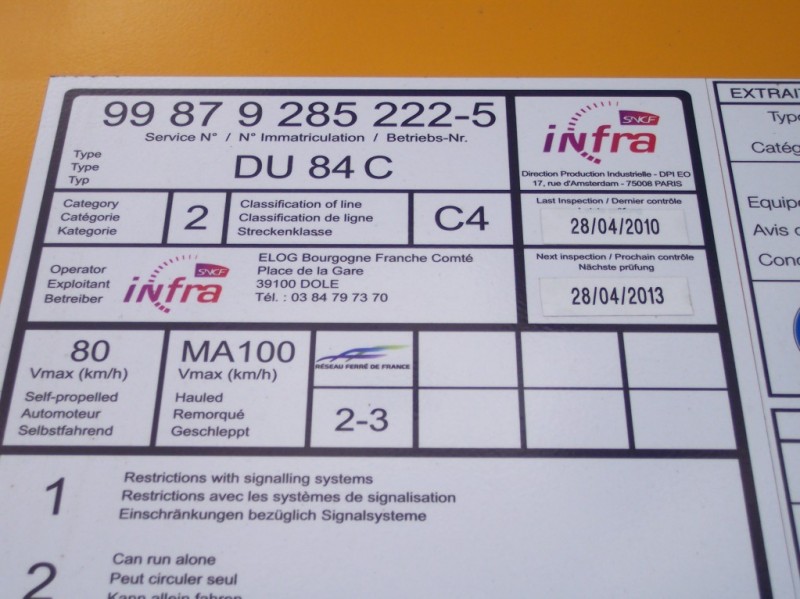 99 87 9 285 222-5
Service N° / N° Immatriculation / Betriebs-Nr.
Type
Type
Typ
DU 84 C
SNCF
infra
Direction Production Industrielle - DPI EO
17, rue d'Amsterdam - 75008 PARIS
Category
Catégorie
Kategorie
2
Classification of line
Classification de ligne
Streckenklasse
C4
Last Inspection / Dernier contrôle
28/04/2010
Operator
Exploitant
Betreiber
SNCF
infra
ELOG Bourgogne Franche Comté
Place de la Gare
39100 DOLE
Tél. : 03 84 79 73 70
Next Inspection / Prochain contrôle
Nächste prüfung
28/04/2013
80
Vmax (km/h)
Self-propelled
Automoteur
Selbstfahrend
MA100
Vmax (km/h)
Hauled
Remorqué
Geschleppt
RÉSEAU FERRÉ DE FRANCE
2-3
1
Restrictions with signalling systems
Restrictions avec les systèmes de signalisation
Einschränkungen bezüglich Signalsysteme
2
Can run alone
Peut circuler seul
Kann allein fahren
EXTRAIT
Type
Catég
Equipe
Avis d
Cond